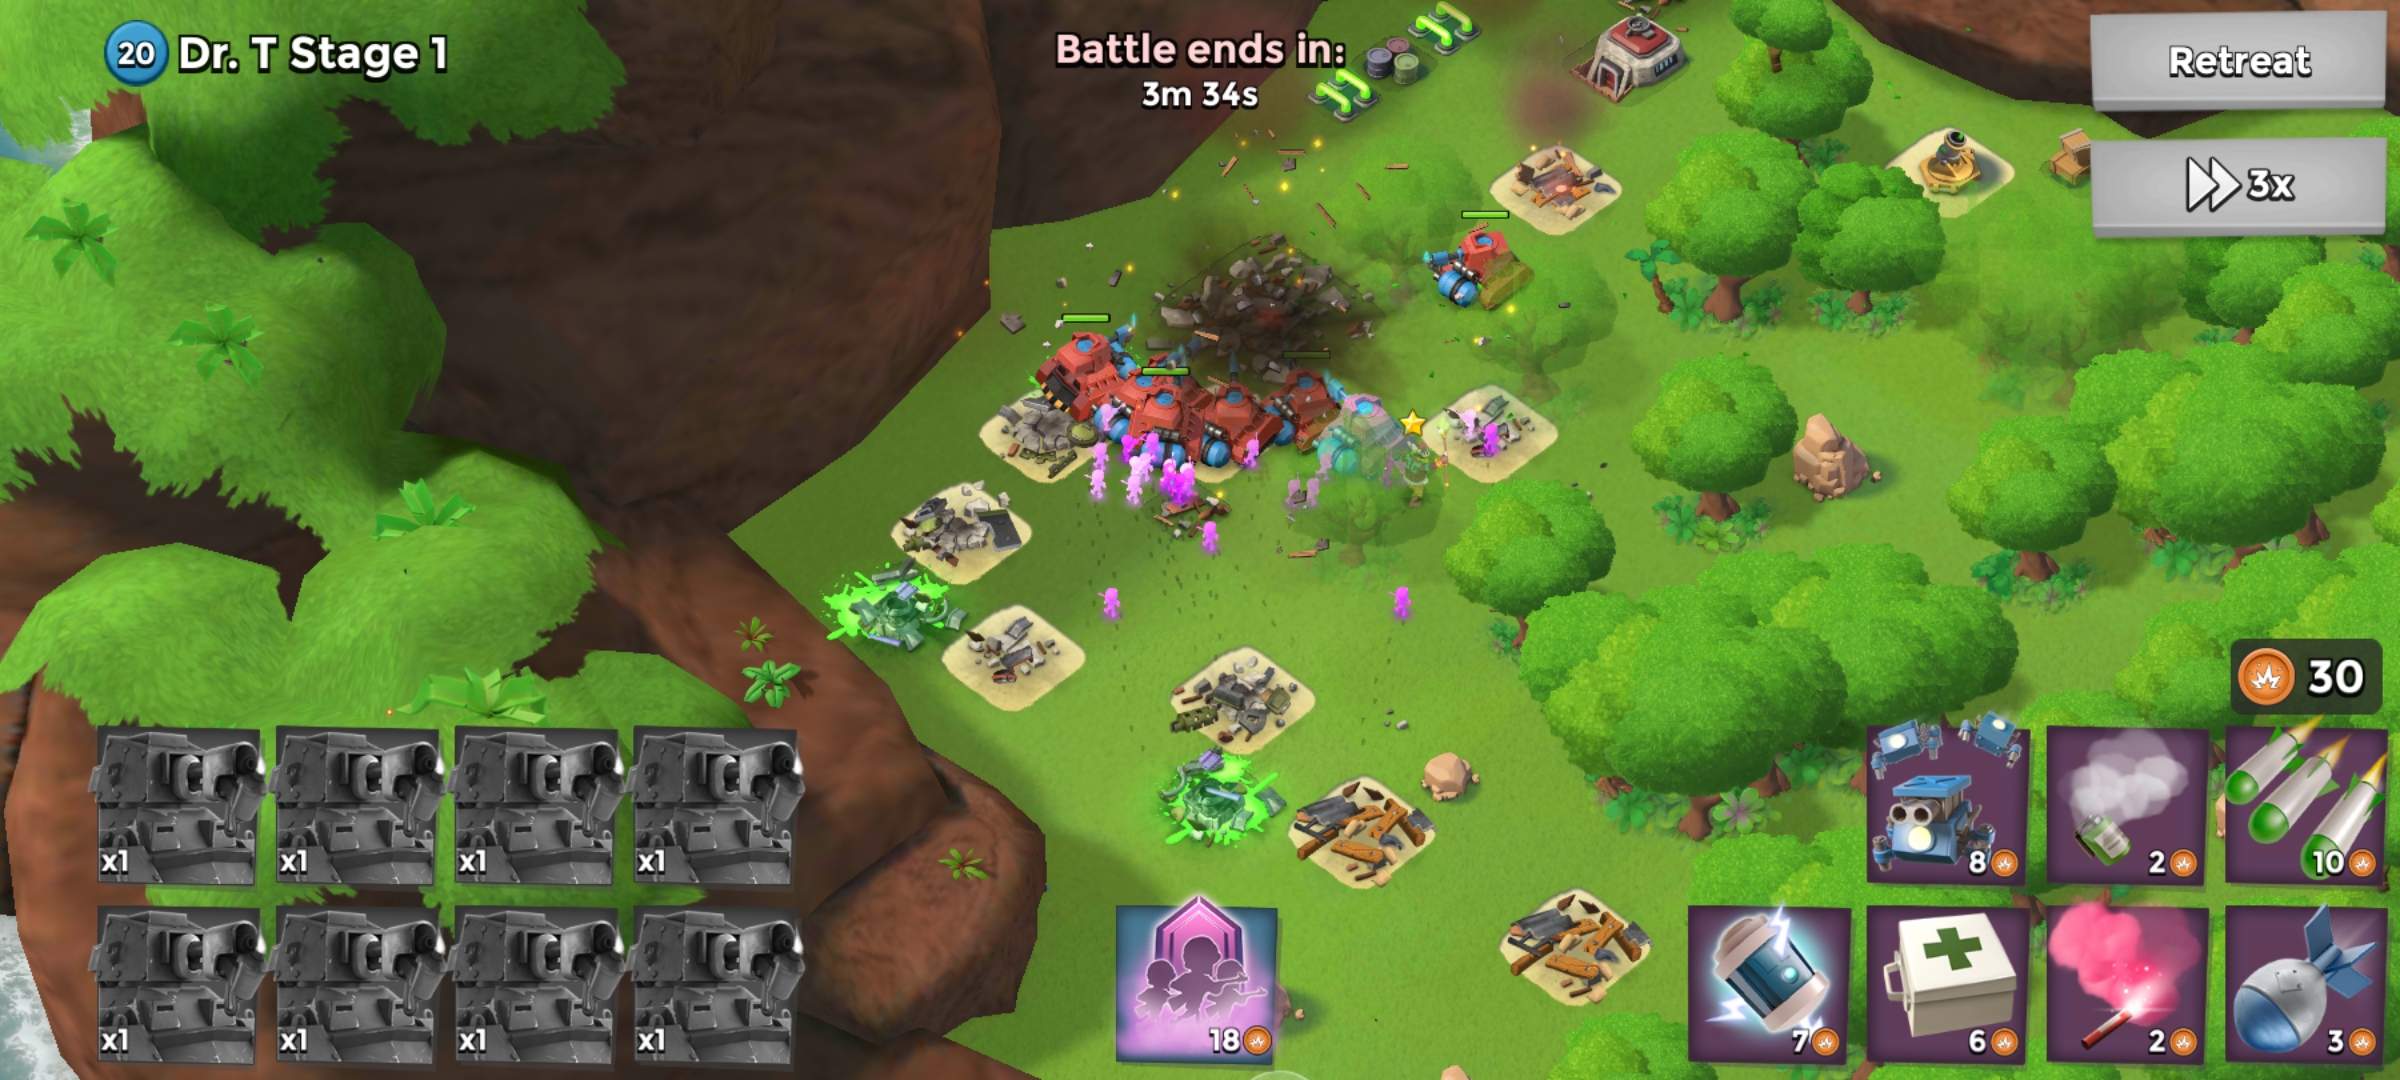 20 Dr. T Stage 1
Battle ends in:
3m 34s
Retreat
3x
30
x1 x1 x1 x1
8 2 10
x1 x1 x1 x1
18 7 6 2 3